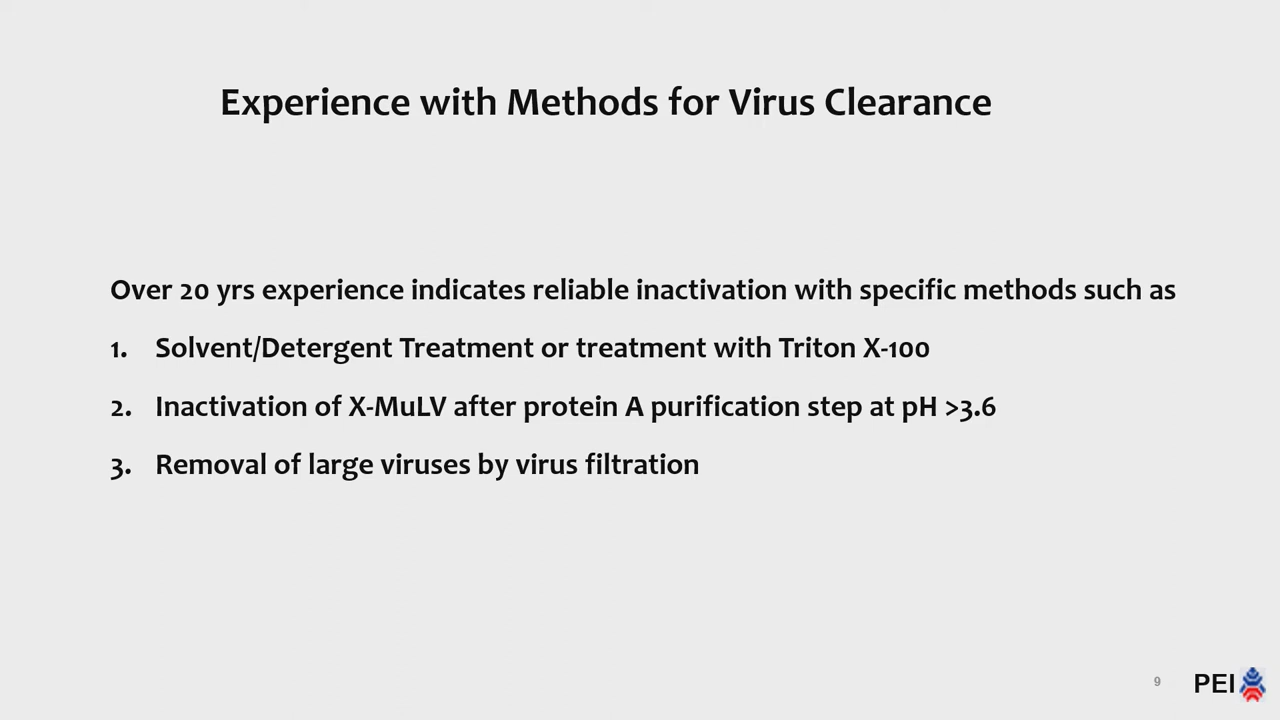 Experience with Methods for Virus Clearance
Over 20 yrs experience indicates reliable inactivation with specific methods such as
1. Solvent/Detergent Treatment or treatment with Triton X-100
2. Inactivation of X-MuLV after protein A purification step at pH >3.6
3. Removal of large viruses by virus filtration
9
PEI